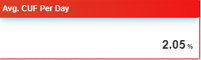 Avg. CUF Per Day
2.05 %